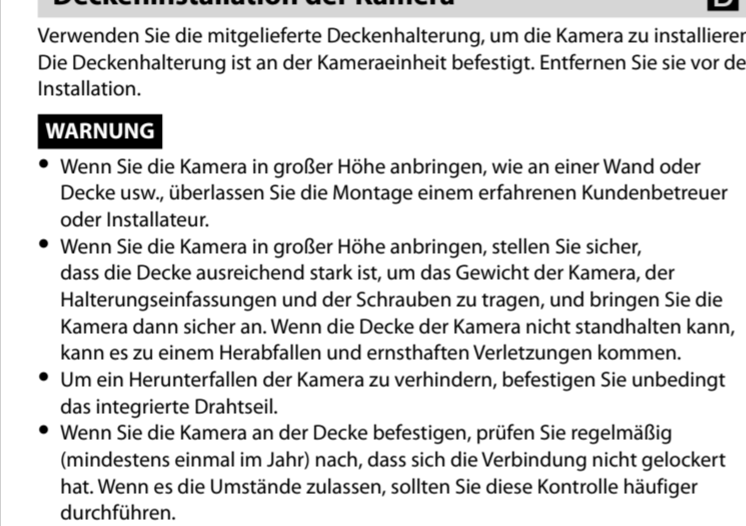 Deckeninstallation der Kamera D
Verwenden Sie die mitgelieferte Deckenhalterung, um die Kamera zu installieren
Die Deckenhalterung ist an der Kameraeinheit befestigt. Entfernen Sie sie vor de
Installation.
WARNUNG
• Wenn Sie die Kamera in großer Höhe anbringen, wie an einer Wand oder
Decke usw., überlassen Sie die Montage einem erfahrenen Kundenbetreuer
oder Installateur.
• Wenn Sie die Kamera in großer Höhe anbringen, stellen Sie sicher,
dass die Decke ausreichend stark ist, um das Gewicht der Kamera, der
Halterungseinfassungen und der Schrauben zu tragen, und bringen Sie die
Kamera dann sicher an. Wenn die Decke der Kamera nicht standhalten kann,
kann es zu einem Herabfallen und ernsthaften Verletzungen kommen.
• Um ein Herunterfallen der Kamera zu verhindern, befestigen Sie unbedingt
das integrierte Drahtseil.
• Wenn Sie die Kamera an der Decke befestigen, prüfen Sie regelmäßig
(mindestens einmal im Jahr) nach, dass sich die Verbindung nicht gelockert
hat. Wenn es die Umstände zulassen, sollten Sie diese Kontrolle häufiger
durchführen.